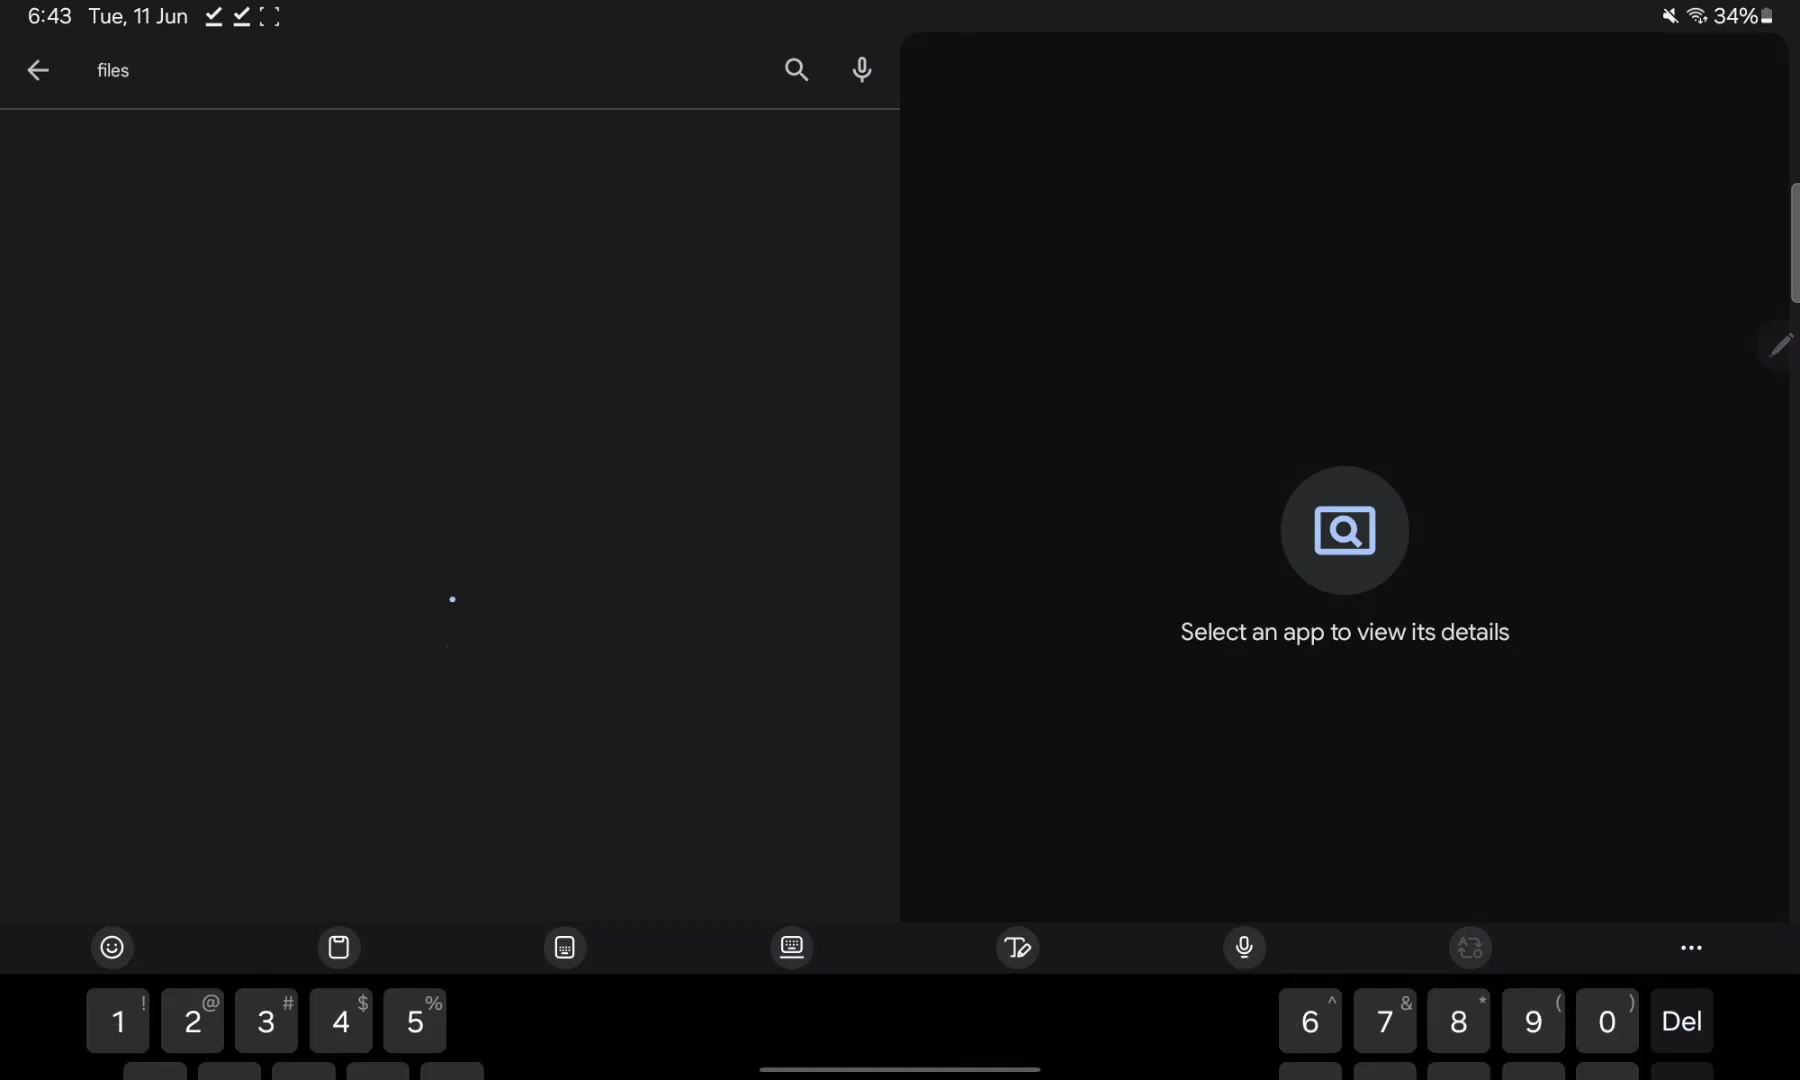 6:43 Tue, 11 Jun 34%
files
Select an app to view its details
1 ! 2 @ 3 # 4 $ 5 % 6 ^ 7 & 8 * 9 ( 0 ) Del